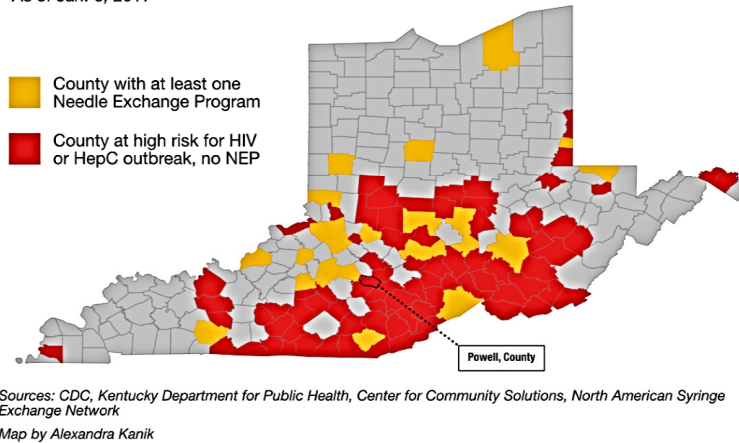 County with at least one
Needle Exchange Program
County at high risk for HIV
or HepC outbreak, no NEP
Powell, County
Sources: CDC, Kentucky Department for Public Health, Center for Community Solutions, North American Syringe
Exchange Network
Map by Alexandra Kanik